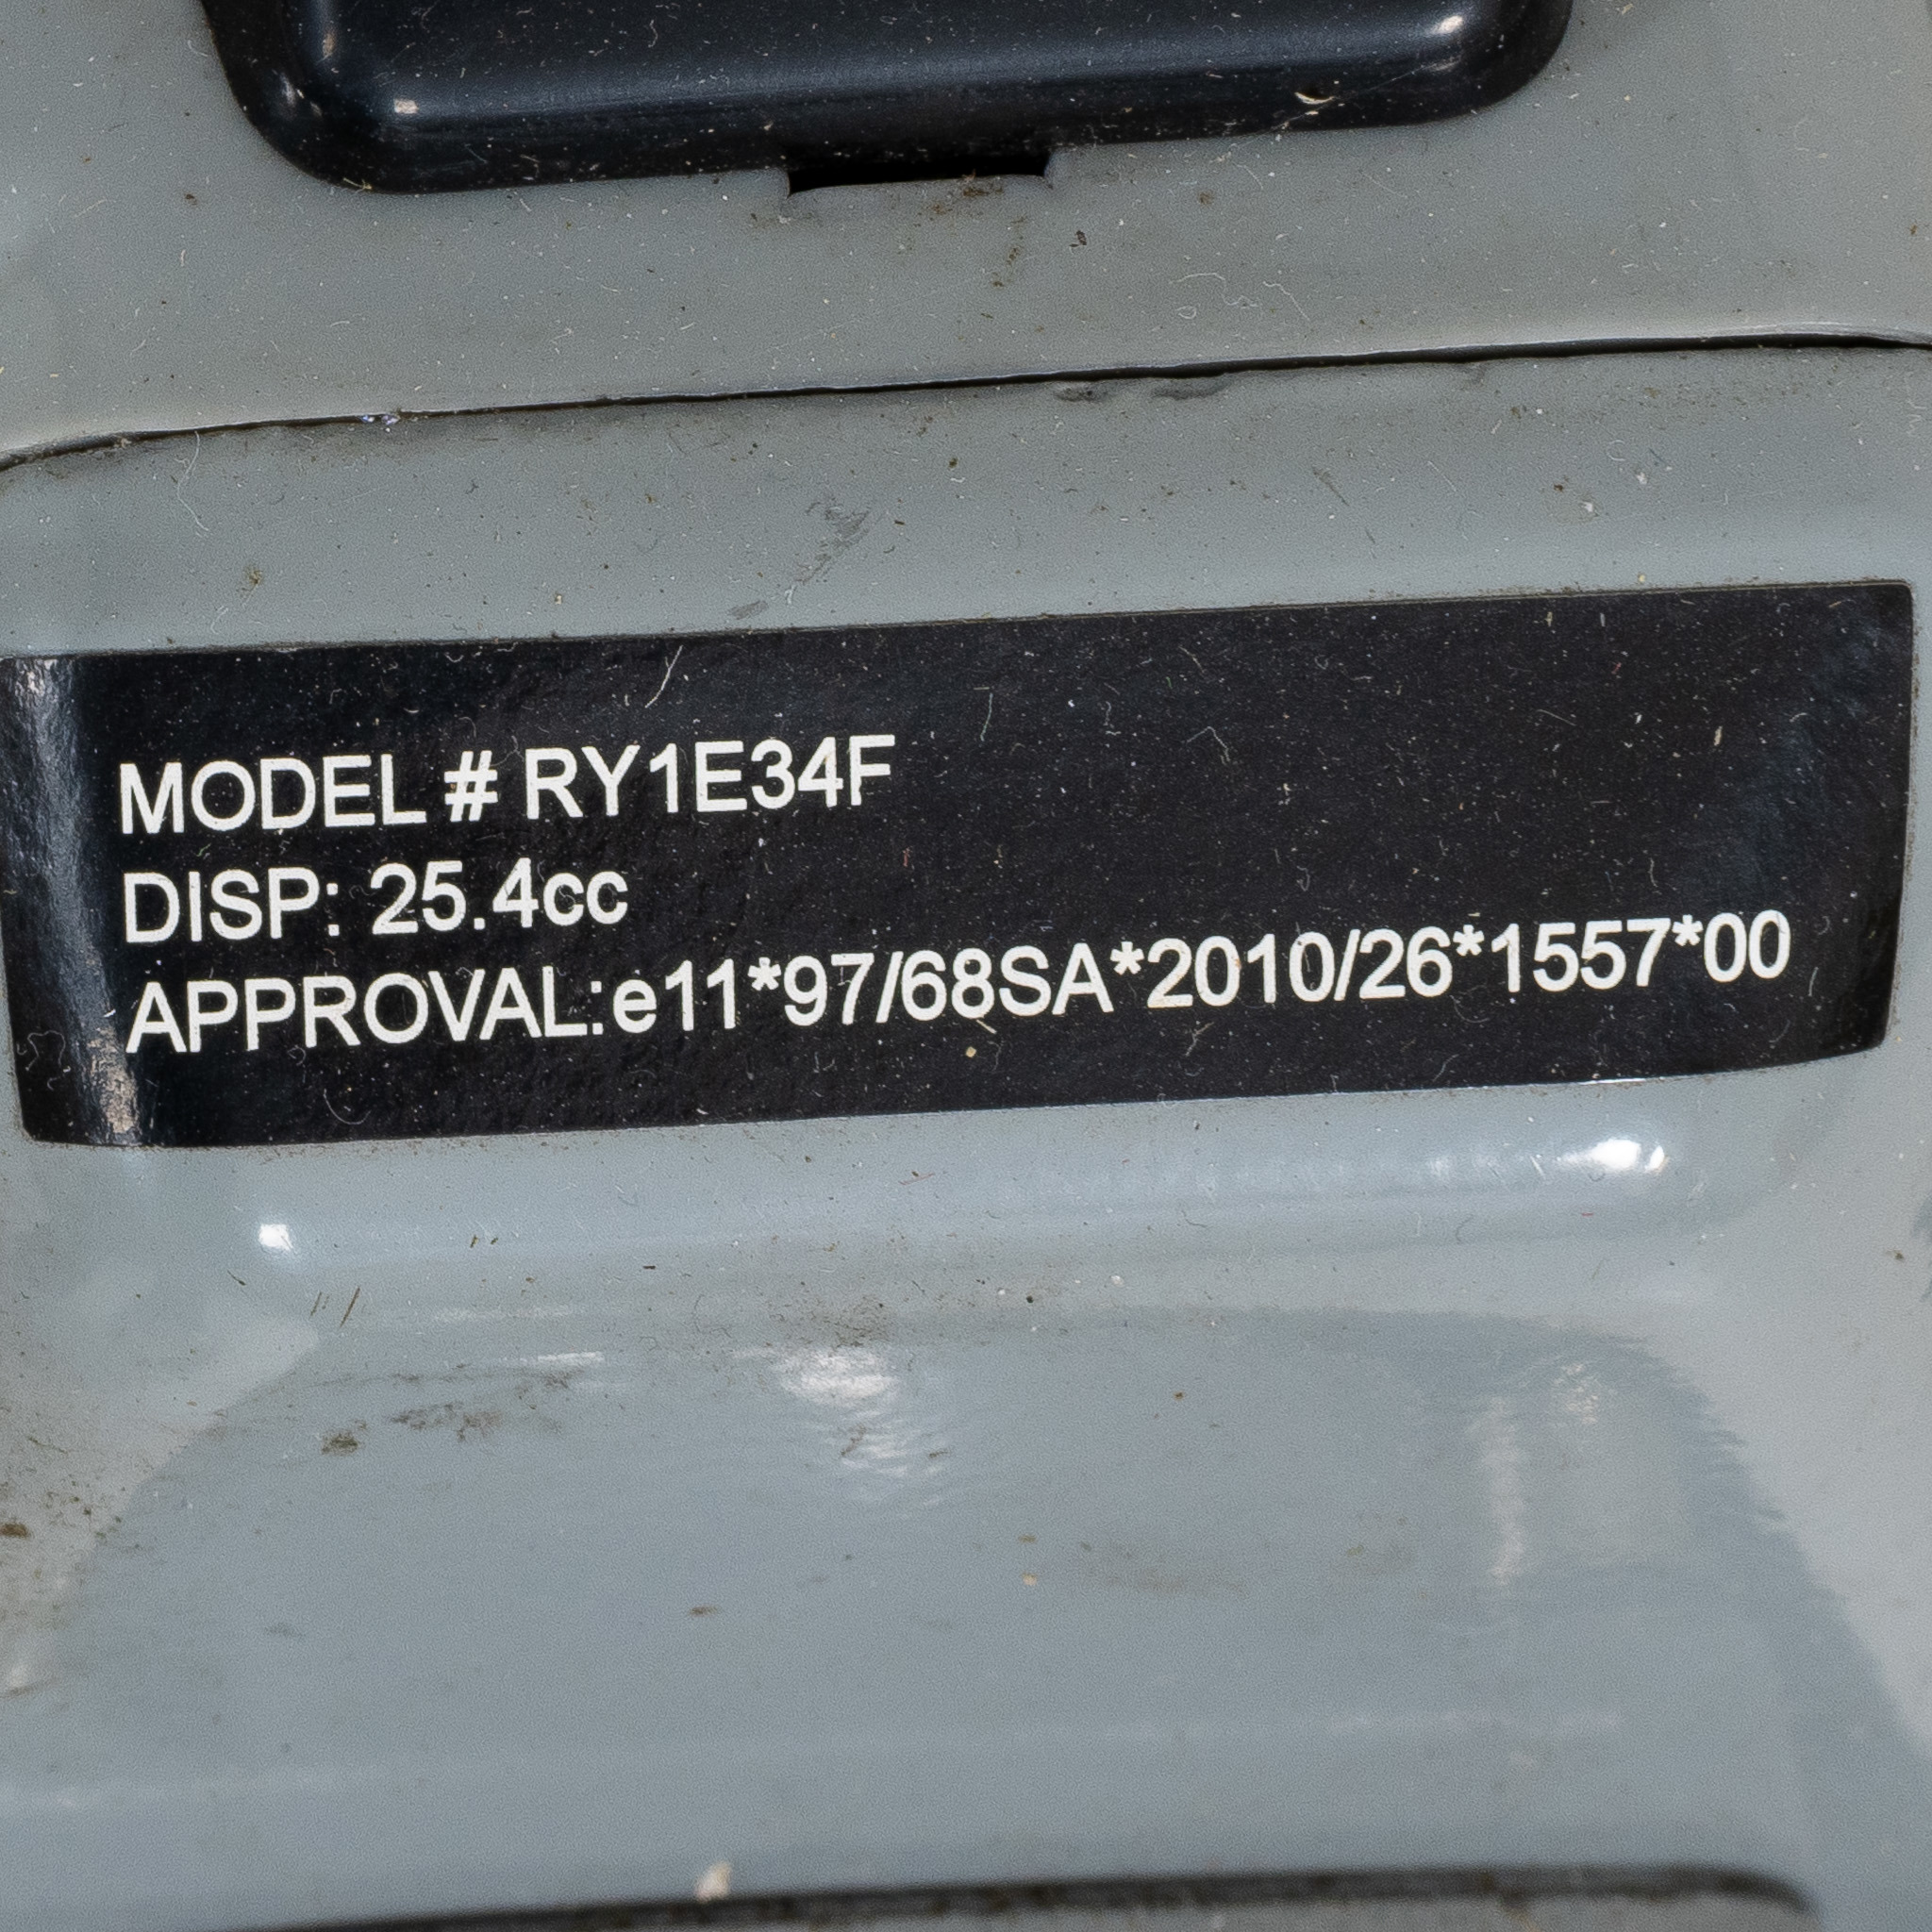 MODEL # RY1E34F
DISP: 25.4cc
APPROVAL:e11*97/68SA*2010/26*1557*00